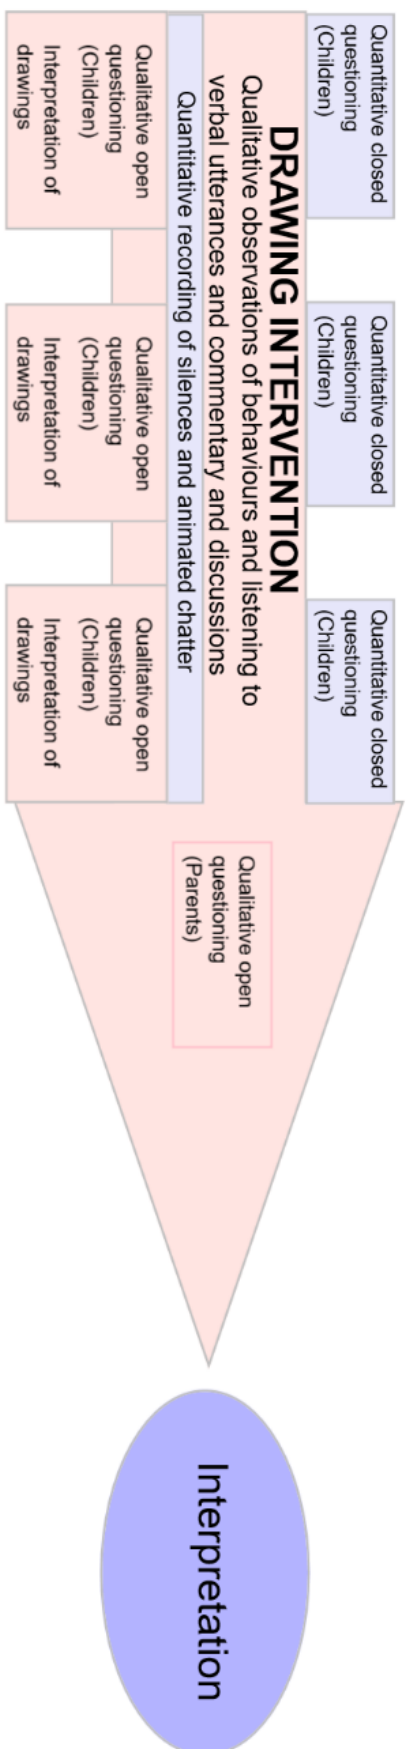 Quantitative closed
questioning
(Children)
Quantitative closed
questioning
(Children)
Quantitative closed
questioning
(Children)
DRAWING INTERVENTION
Qualitative observations of behaviours and listening to
verbal utterances and commentary and discussions
Quantitative recording of silences and animated chatter
Qualitative open
questioning
(Children)
Interpretation of
drawings
Qualitative open
questioning
(Children)
Interpretation of
drawings
Qualitative open
questioning
(Children)
Interpretation of
drawings
Qualitative open
questioning
(Parents)
Interpretation